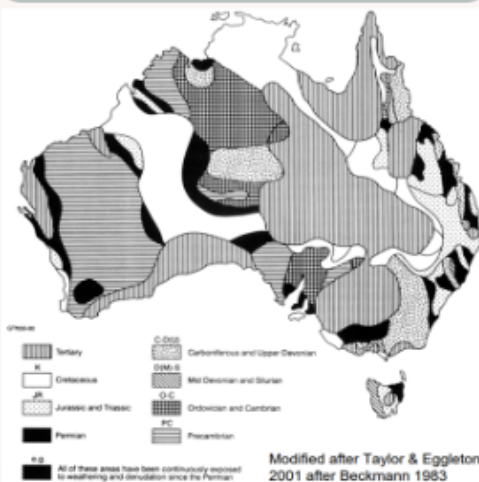 Tertiary
C-D(U)
Carboniferous and Upper Devonian
K
Cretaceous
D(M)-S
Mid Devonian and Silurian
JR
Jurassic and Triassic
O-C
Ordovician and Cambrian
Permian
PC
Precambrian
e.g.
All of these areas have been continuously exposed
to weathering and denudation since the Permian
Modified after Taylor & Eggleton
2001 after Beckmann 1983